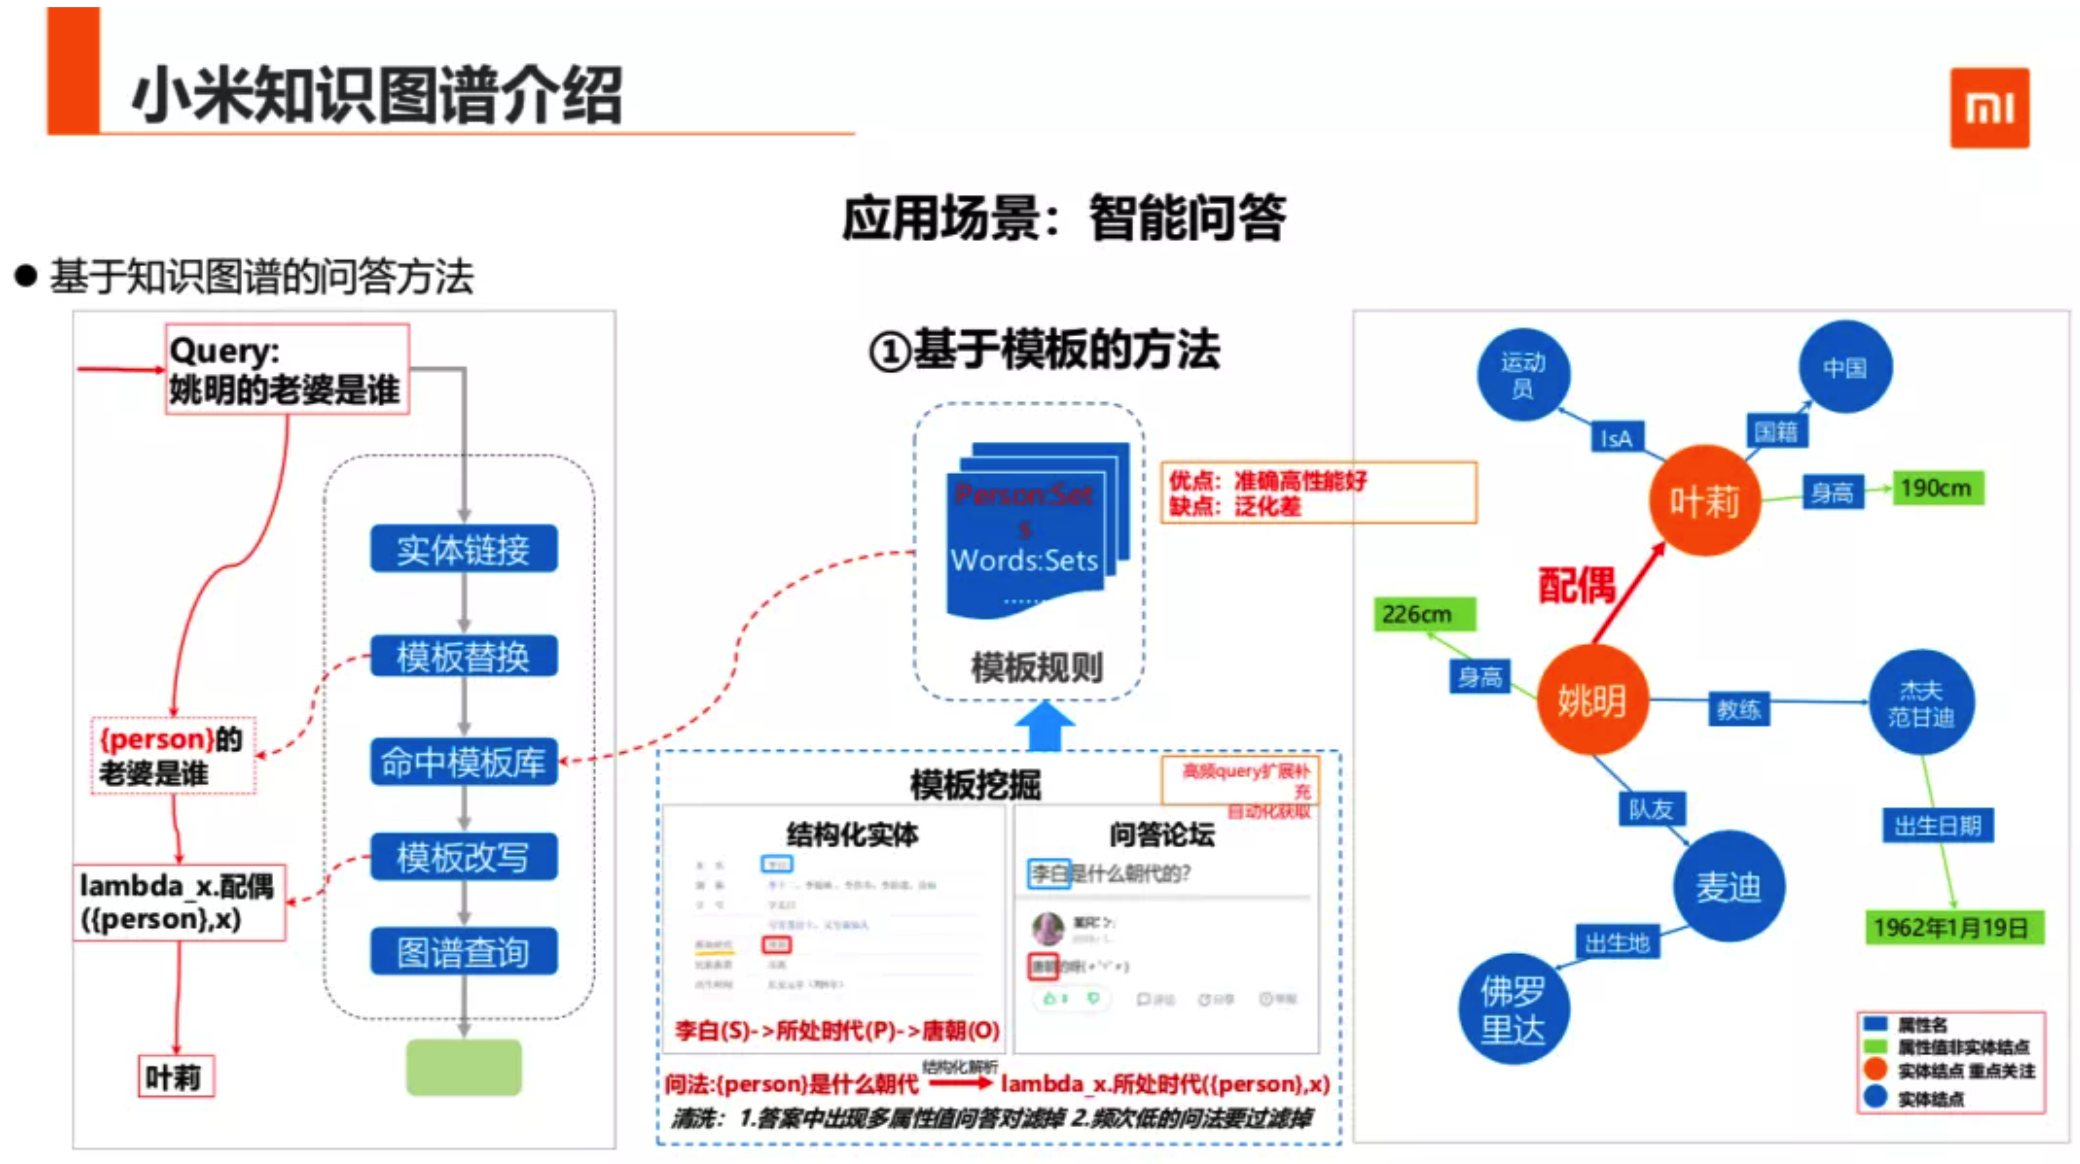 小米知识图谱介绍
mi
应用场景：智能问答
● 基于知识图谱的问答方法
Query:
姚明的老婆是谁
实体链接
模板替换
命中模板库
模板改写
图谱查询
{person}的
老婆是谁
lambda_x.配偶
({person},x)
叶莉
①基于模板的方法
Person:Set
s
Words:Sets
......
模板规则
优点：准确高性能好
缺点：泛化差
模板挖掘
高频query扩展补
充
自动化获取
结构化实体
李白(S)->所处时代(P)->唐朝(O)
问答论坛
李白是什么朝代的?
评论
分享
举报
问法:{person}是什么朝代
结构化解析
lambda_x.所处时代({person},x)
清洗：1.答案中出现多属性值问答对滤掉 2.频次低的问法要过滤掉
运动
员
中国
IsA
国籍
叶莉
身高
190cm
配偶
226cm
身高
姚明
教练
杰夫
范甘迪
队友
出生日期
麦迪
1962年1月19日
出生地
佛罗
里达
属性名
属性值非实体结点
实体结点 重点关注
实体结点